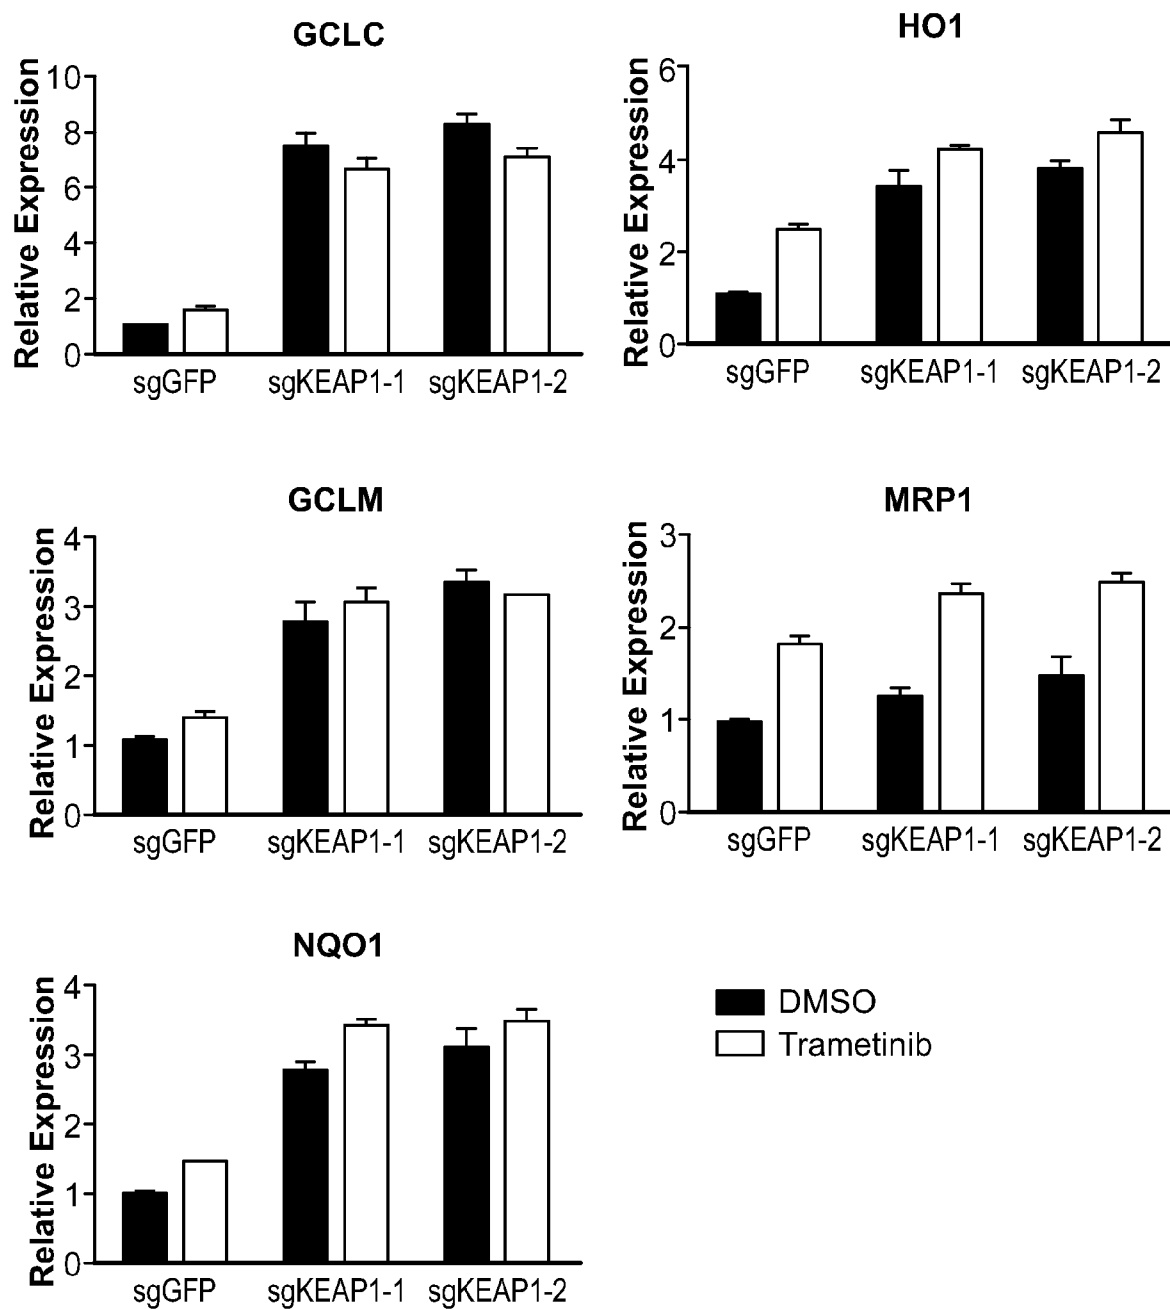 GCLC
Relative Expression
10
8
6
4
2
0
sgGFP sgKEAP1-1 sgKEAP1-2
HO1
Relative Expression
6
4
2
0
sgGFP sgKEAP1-1 sgKEAP1-2
GCLM
Relative Expression
4
3
2
1
0
sgGFP sgKEAP1-1 sgKEAP1-2
MRP1
Relative Expression
3
2
1
0
sgGFP sgKEAP1-1 sgKEAP1-2
NQO1
Relative Expression
4
3
2
1
0
sgGFP sgKEAP1-1 sgKEAP1-2
DMSO
Trametinib